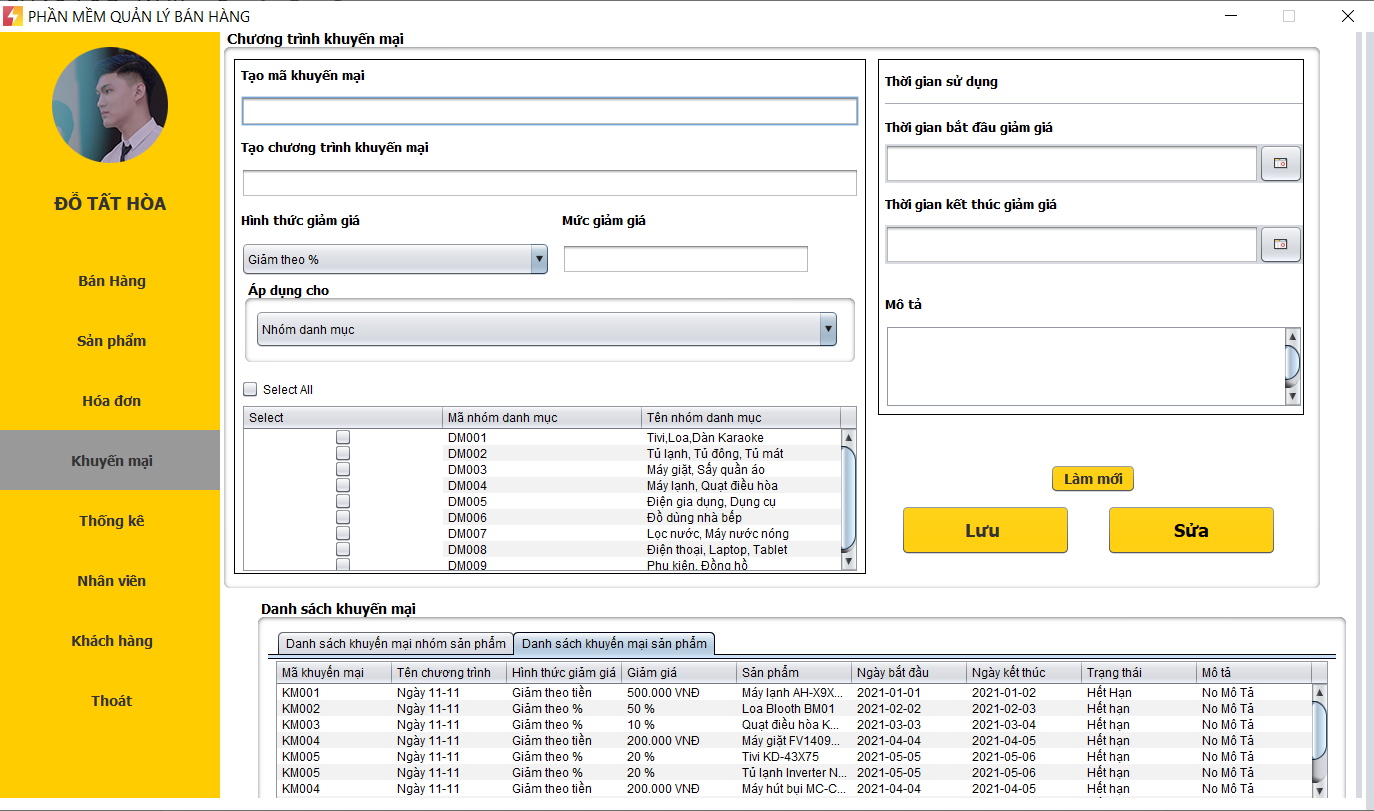 PHẦN MỀM QUẢN LÝ BÁN HÀNG
ĐỖ TẤT HÒA
Bán Hàng
Sản phẩm
Hóa đơn
Khuyến mại
Thống kê
Nhân viên
Khách hàng
Thoát
Chương trình khuyến mại
Tạo mã khuyến mại
Tạo chương trình khuyến mại
Hình thức giảm giá Mức giảm giá
Giảm theo %
Áp dụng cho
Nhóm danh mục
Select All
Select Mã nhóm danh mục Tên nhóm danh mục
DM001 Tivi,Loa,Dàn Karaoke
DM002 Tủ lạnh, Tủ đông, Tủ mát
DM003 Máy giặt, Sấy quần áo
DM004 Máy lạnh, Quạt điều hòa
DM005 Điện gia dụng, Dụng cụ
DM006 Đồ dùng nhà bếp
DM007 Lọc nước, Máy nước nóng
DM008 Điện thoại, Laptop, Tablet
DM009 Phụ kiện, Đồng hồ
Thời gian sử dụng
Thời gian bắt đầu giảm giá
Thời gian kết thúc giảm giá
Mô tả
Làm mới
Lưu Sửa
Danh sách khuyến mại
Danh sách khuyến mại nhóm sản phẩm Danh sách khuyến mại sản phẩm
Mã khuyến mại Tên chương trình Hình thức giảm giá Giảm giá Sản phẩm Ngày bắt đầu Ngày kết thúc Trạng thái Mô tả
KM001 Ngày 11-11 Giảm theo tiền 500.000 VNĐ Máy lạnh AH-X9X... 2021-01-01 2021-01-02 Hết Hạn No Mô Tả
KM002 Ngày 11-11 Giảm theo % 50 % Loa Blooth BM01 2021-02-02 2021-02-03 Hết hạn No Mô Tả
KM003 Ngày 11-11 Giảm theo % 10 % Quạt điều hòa K... 2021-03-03 2021-03-04 Hết hạn No Mô Tả
KM004 Ngày 11-11 Giảm theo tiền 200.000 VNĐ Máy giặt FV1409... 2021-04-04 2021-04-05 Hết hạn No Mô Tả
KM005 Ngày 11-11 Giảm theo % 20 % Tivi KD-43X75 2021-05-05 2021-05-06 Hết hạn No Mô Tả
KM005 Ngày 11-11 Giảm theo % 20 % Tủ lạnh Inverter N... 2021-05-05 2021-05-06 Hết hạn No Mô Tả
KM004 Ngày 11-11 Giảm theo tiền 200.000 VNĐ Máy hút bụi MC-C... 2021-04-04 2021-04-05 Hết hạn No Mô Tả